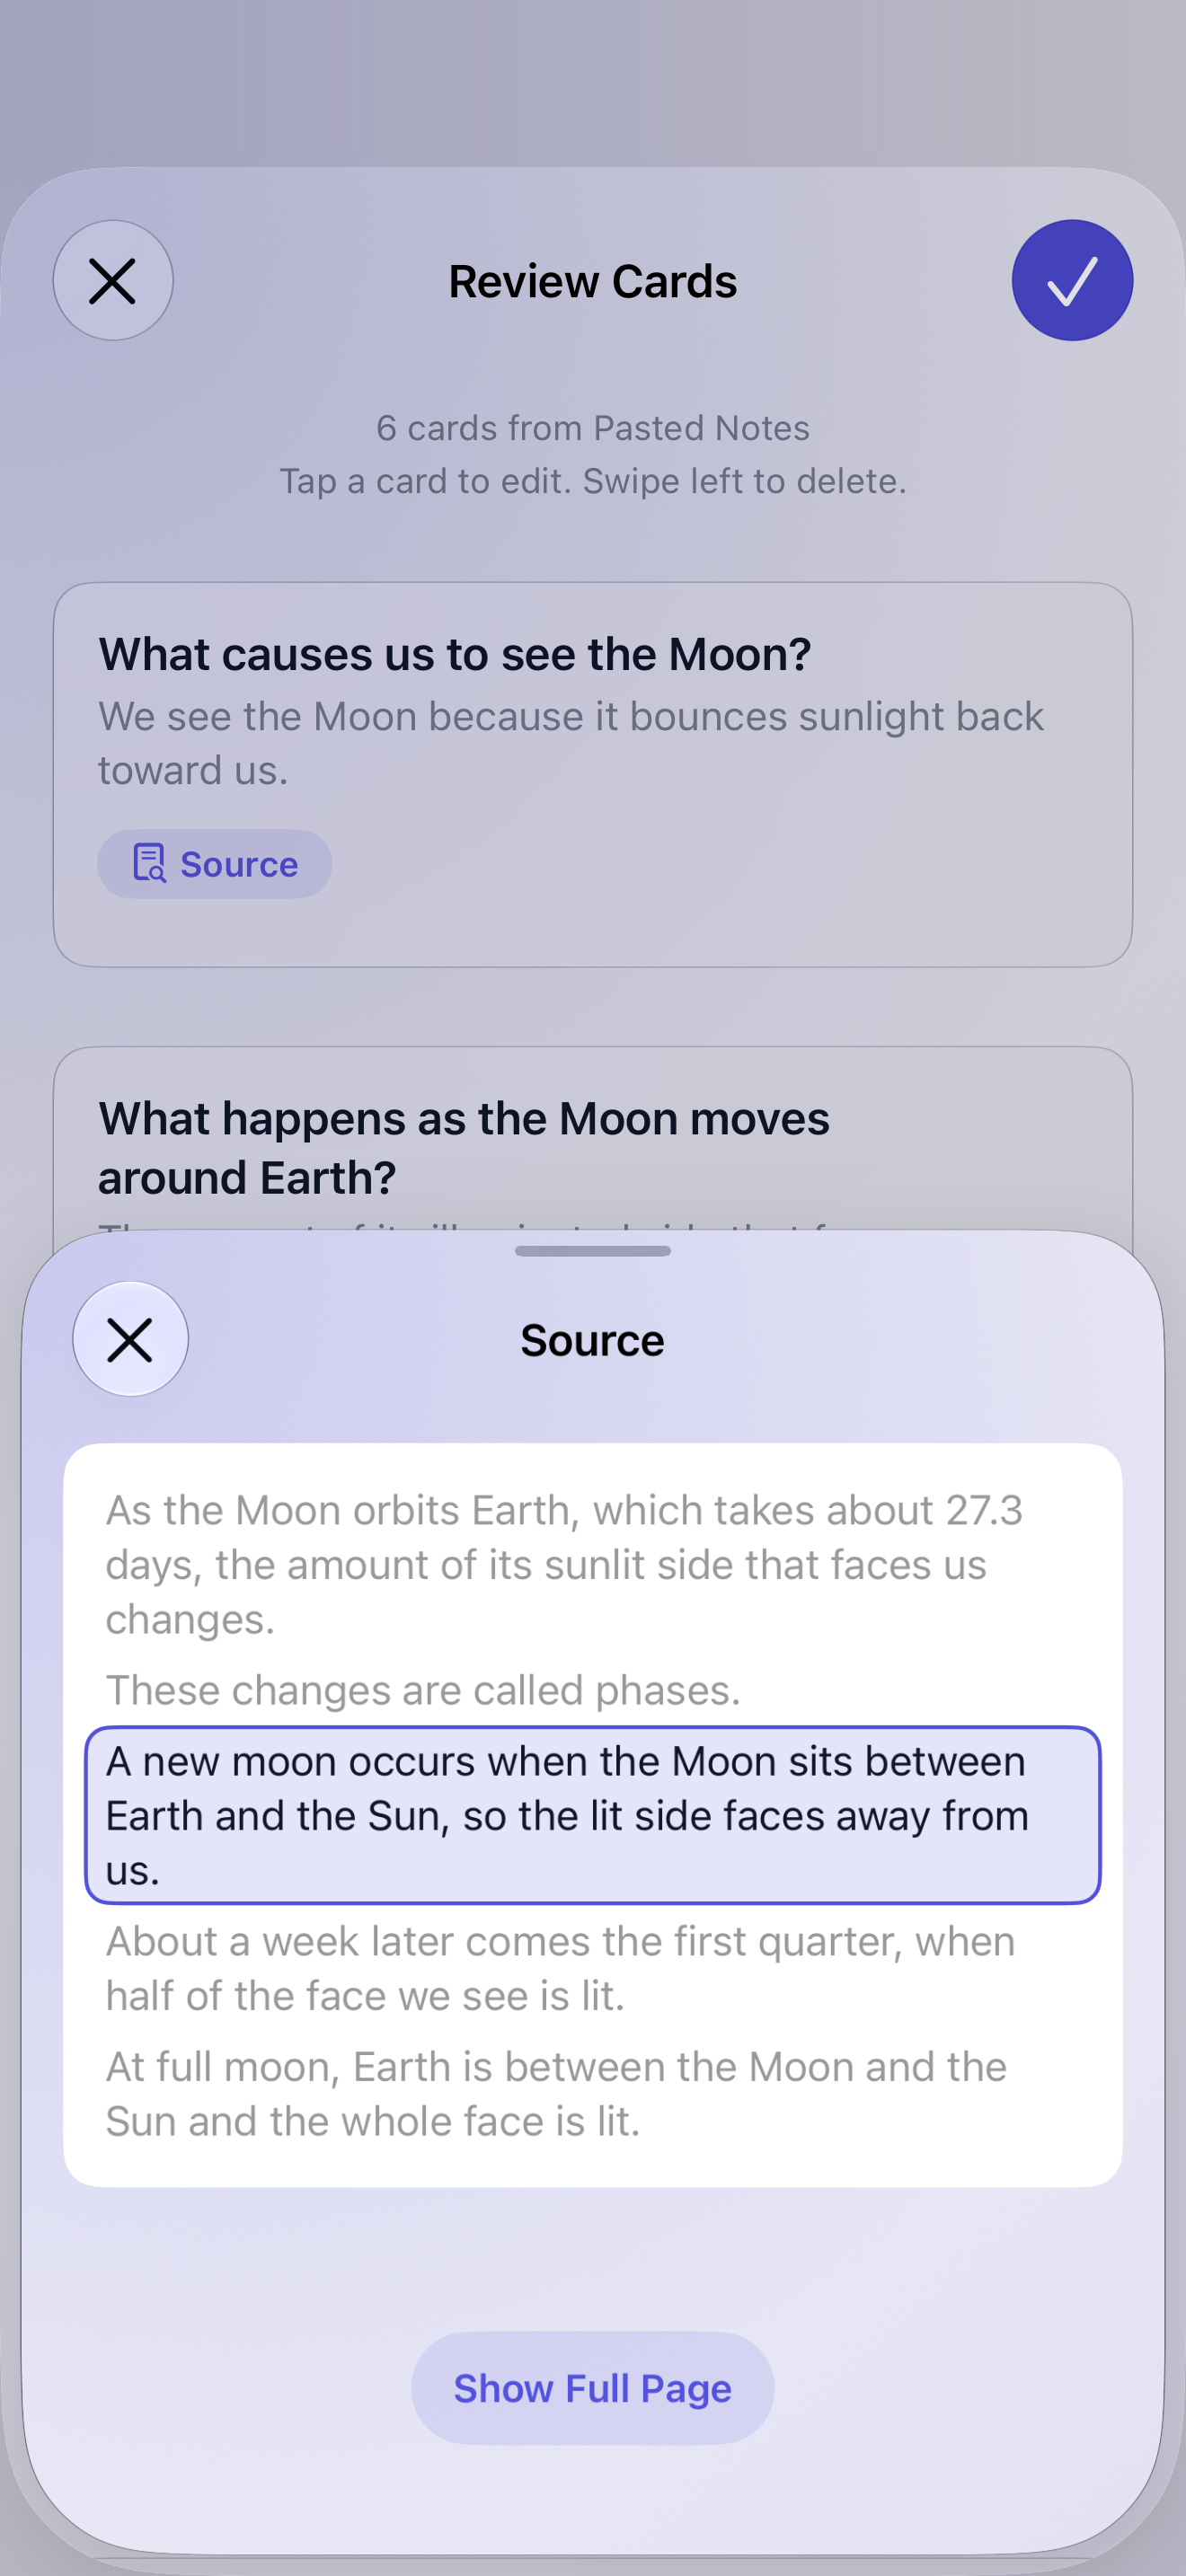 Review Cards
6 cards from Pasted Notes
Tap a card to edit. Swipe left to delete.
What causes us to see the Moon?
We see the Moon because it bounces sunlight back
toward us.
Source
What happens as the Moon moves
around Earth?
Source
As the Moon orbits Earth, which takes about 27.3
days, the amount of its sunlit side that faces us
changes.
These changes are called phases.
A new moon occurs when the Moon sits between
Earth and the Sun, so the lit side faces away from
us.
About a week later comes the first quarter, when
half of the face we see is lit.
At full moon, Earth is between the Moon and the
Sun and the whole face is lit.
Show Full Page